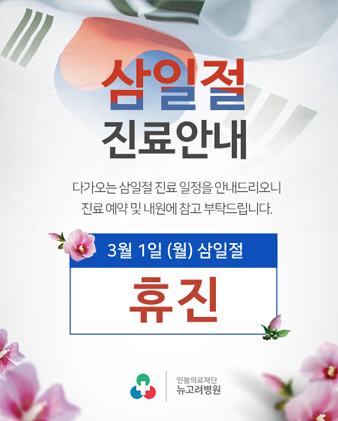 삼일절
진료안내
다가오는 삼일절 진료 일정을 안내드리오니
진료 예약 및 내원에 참고 부탁드립니다.
3월 1일 (월) 삼일절
휴진
인봉의료재단
뉴고려병원